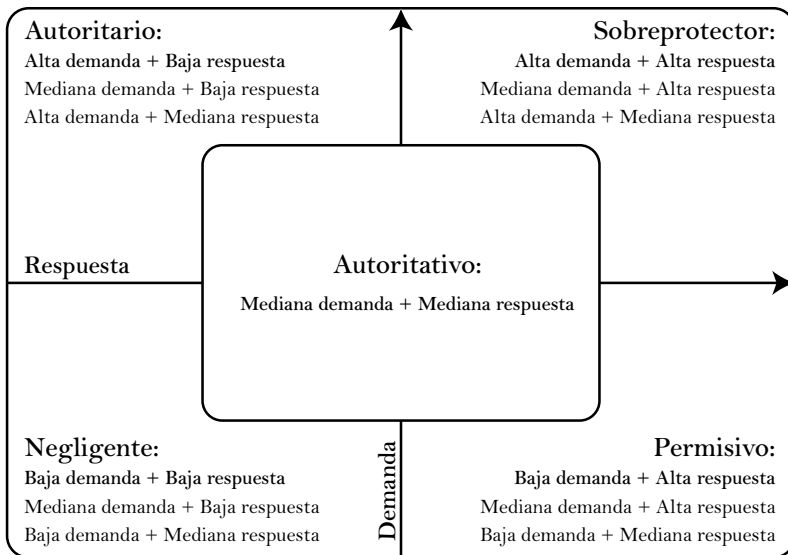 Autoritario:
Alta demanda + Baja respuesta
Mediana demanda + Baja respuesta
Alta demanda + Mediana respuesta
Sobreprotector:
Alta demanda + Alta respuesta
Mediana demanda + Alta respuesta
Alta demanda + Mediana respuesta
Respuesta
Autoritativo:
Mediana demanda + Mediana respuesta
Negligente:
Baja demanda + Baja respuesta
Mediana demanda + Baja respuesta
Baja demanda + Mediana respuesta
Demanda
Permisivo:
Baja demanda + Alta respuesta
Mediana demanda + Alta respuesta
Baja demanda + Mediana respuesta